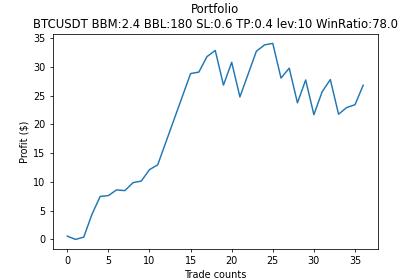 Portfolio
BTCUSDT BBM:2.4 BBL:180 SL:0.6 TP:0.4 lev:10 WinRatio:78.0
35
30
25
20
15
10
5
0
Profit ($)
0 5 10 15 20 25 30 35
Trade counts